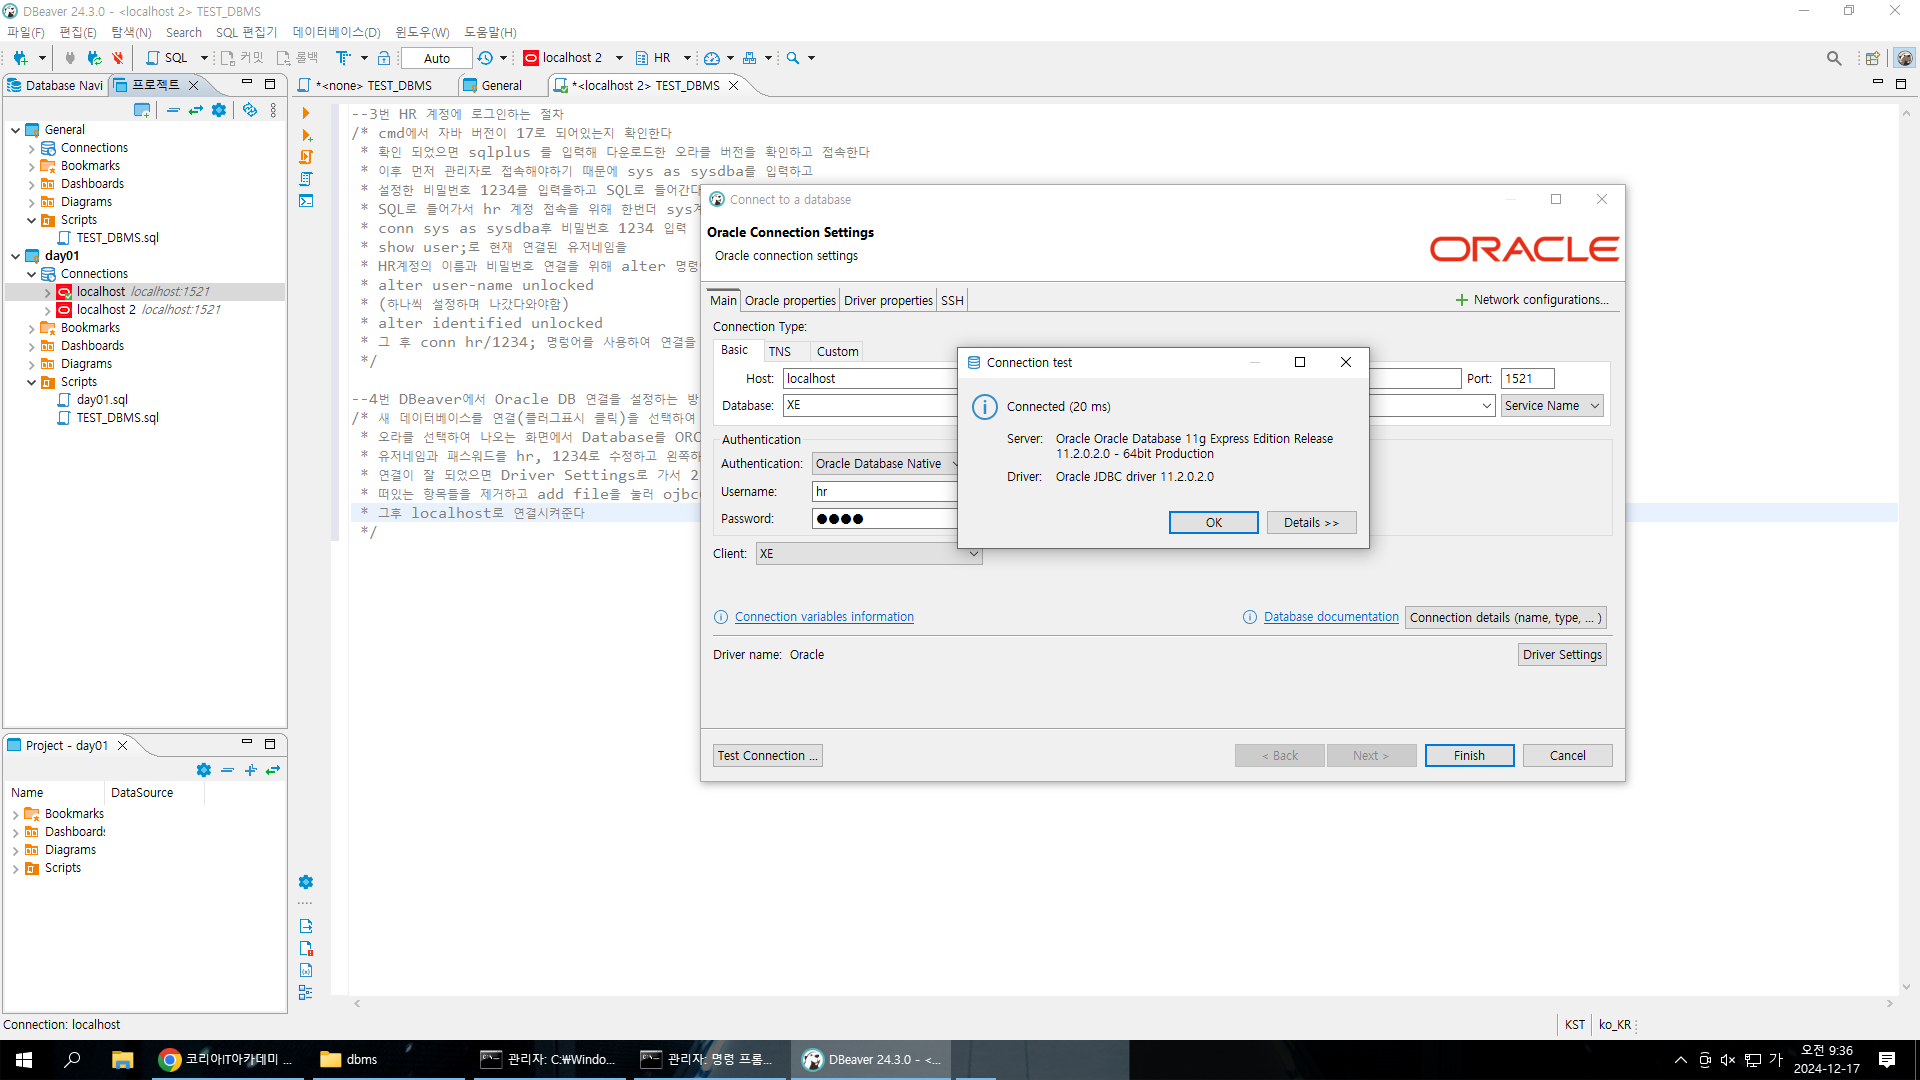 DBeaver 24.3.0 - <localhost 2> TEST_DBMS
파일(F) 편집(E) 탐색(N) Search SQL 편집기 데이터베이스(D) 윈도우(W) 도움말(H)
SQL 커밋 롤백 Auto localhost 2 HR
Database Navi 프로젝트
*<none> TEST_DBMS General *<localhost 2> TEST_DBMS
General
Connections
Bookmarks
Dashboards
Diagrams
Scripts
TEST_DBMS.sql
day01
Connections
localhost localhost:1521
localhost 2 localhost:1521
Bookmarks
Dashboards
Diagrams
Scripts
day01.sql
TEST_DBMS.sql
Project - day01
Name DataSource
Bookmarks
Dashboards
Diagrams
Scripts
--3번 HR 계정에 로그인하는 절차
/* cmd에서 자바 버전이 17로 되어있는지 확인한다
* 확인 되었으면 sqlplus 를 입력해 다운로드한 오라클 버전을 확인하고 접속한다
* 이후 먼저 관리자로 접속해야하기 때문에 sys as sysdba를 입력하고
* 설정한 비밀번호 1234를 입력을하고 SQL로 들어간다
* SQL로 들어가서 hr 계정 접속을 위해 한번더 sys계
* conn sys as sysdba후 비밀번호 1234 입력
* show user;로 현재 연결된 유저네임을
* HR계정의 이름과 비밀번호 연결을 위해 alter 명령
* alter user-name unlocked
* (하나씩 설정하며 나갔다와야함)
* alter identified unlocked
* 그 후 conn hr/1234; 명렁어를 사용하여 연결을
*/
--4번 DBeaver에서 Oracle DB 연결을 설정하는 방
/* 새 데이터베이스를 연결(플러그표시 클릭)을 선택하여
* 오라클 선택하여 나오는 화면에서 Database를 ORC
* 유저네임과 패스워드를 hr, 1234로 수정하고 왼쪽하
* 연결이 잘 되었으면 Driver Settings로 가서 2
* 떠있는 항목들을 제거하고 add file을 눌러 ojbc
* 그후 localhost로 연결시켜준다
*/
Connect to a database
Oracle Connection Settings
Oracle connection settings
ORACLE
Main Oracle properties Driver properties SSH Network configurations...
Connection Type:
Basic TNS Custom
Host: localhost Port: 1521
Database: XE Service Name
Authentication
Authentication: Oracle Database Native
Username: hr
Password: ●●●●
Client: XE
Connection variables information Database documentation Connection details (name, type, ... )
Driver name: Oracle Driver Settings
Test Connection ... < Back Next > Finish Cancel
Connection test
Connected (20 ms)
Server: Oracle Oracle Database 11g Express Edition Release
11.2.0.2.0 - 64bit Production
Driver: Oracle JDBC driver 11.2.0.2.0
OK Details >>
Connection: localhost KST ko_KR
코리아IT아카데미 ... dbms 관리자: C:₩Windo... 관리자: 명령 프롬... DBeaver 24.3.0 - <... 가
오전 9:36
2024-12-17